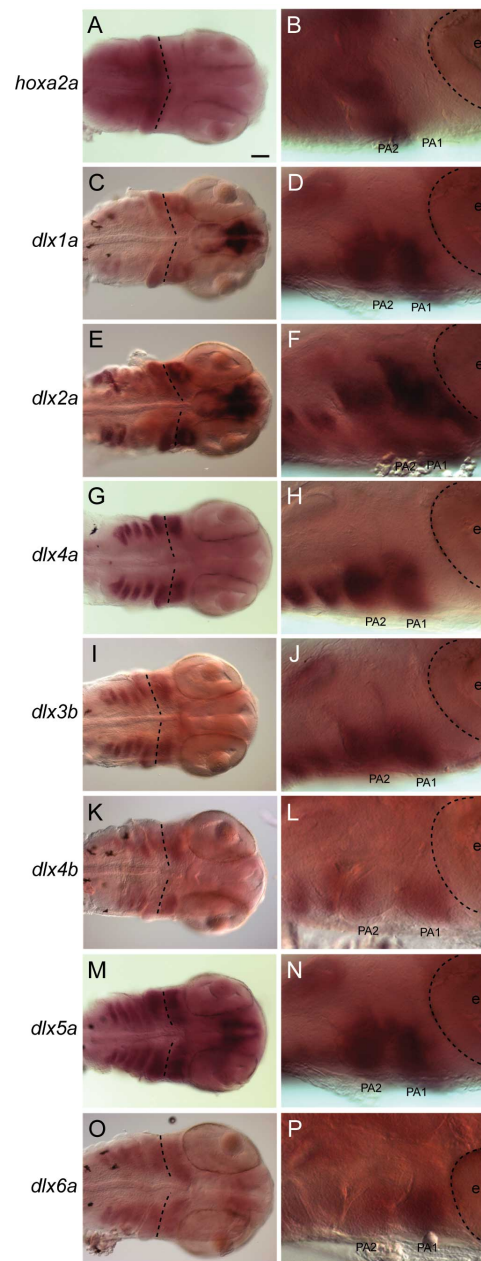 A
B
hoxa2a
e
PA2
PA1
C
D
dlx1a
e
PA2
PA1
E
F
dlx2a
e
PA2
PA1
G
H
dlx4a
e
PA2
PA1
I
J
dlx3b
e
PA2
PA1
K
L
dlx4b
e
PA2
PA1
M
N
dlx5a
e
PA2
PA1
O
P
dlx6a
e
PA2
PA1